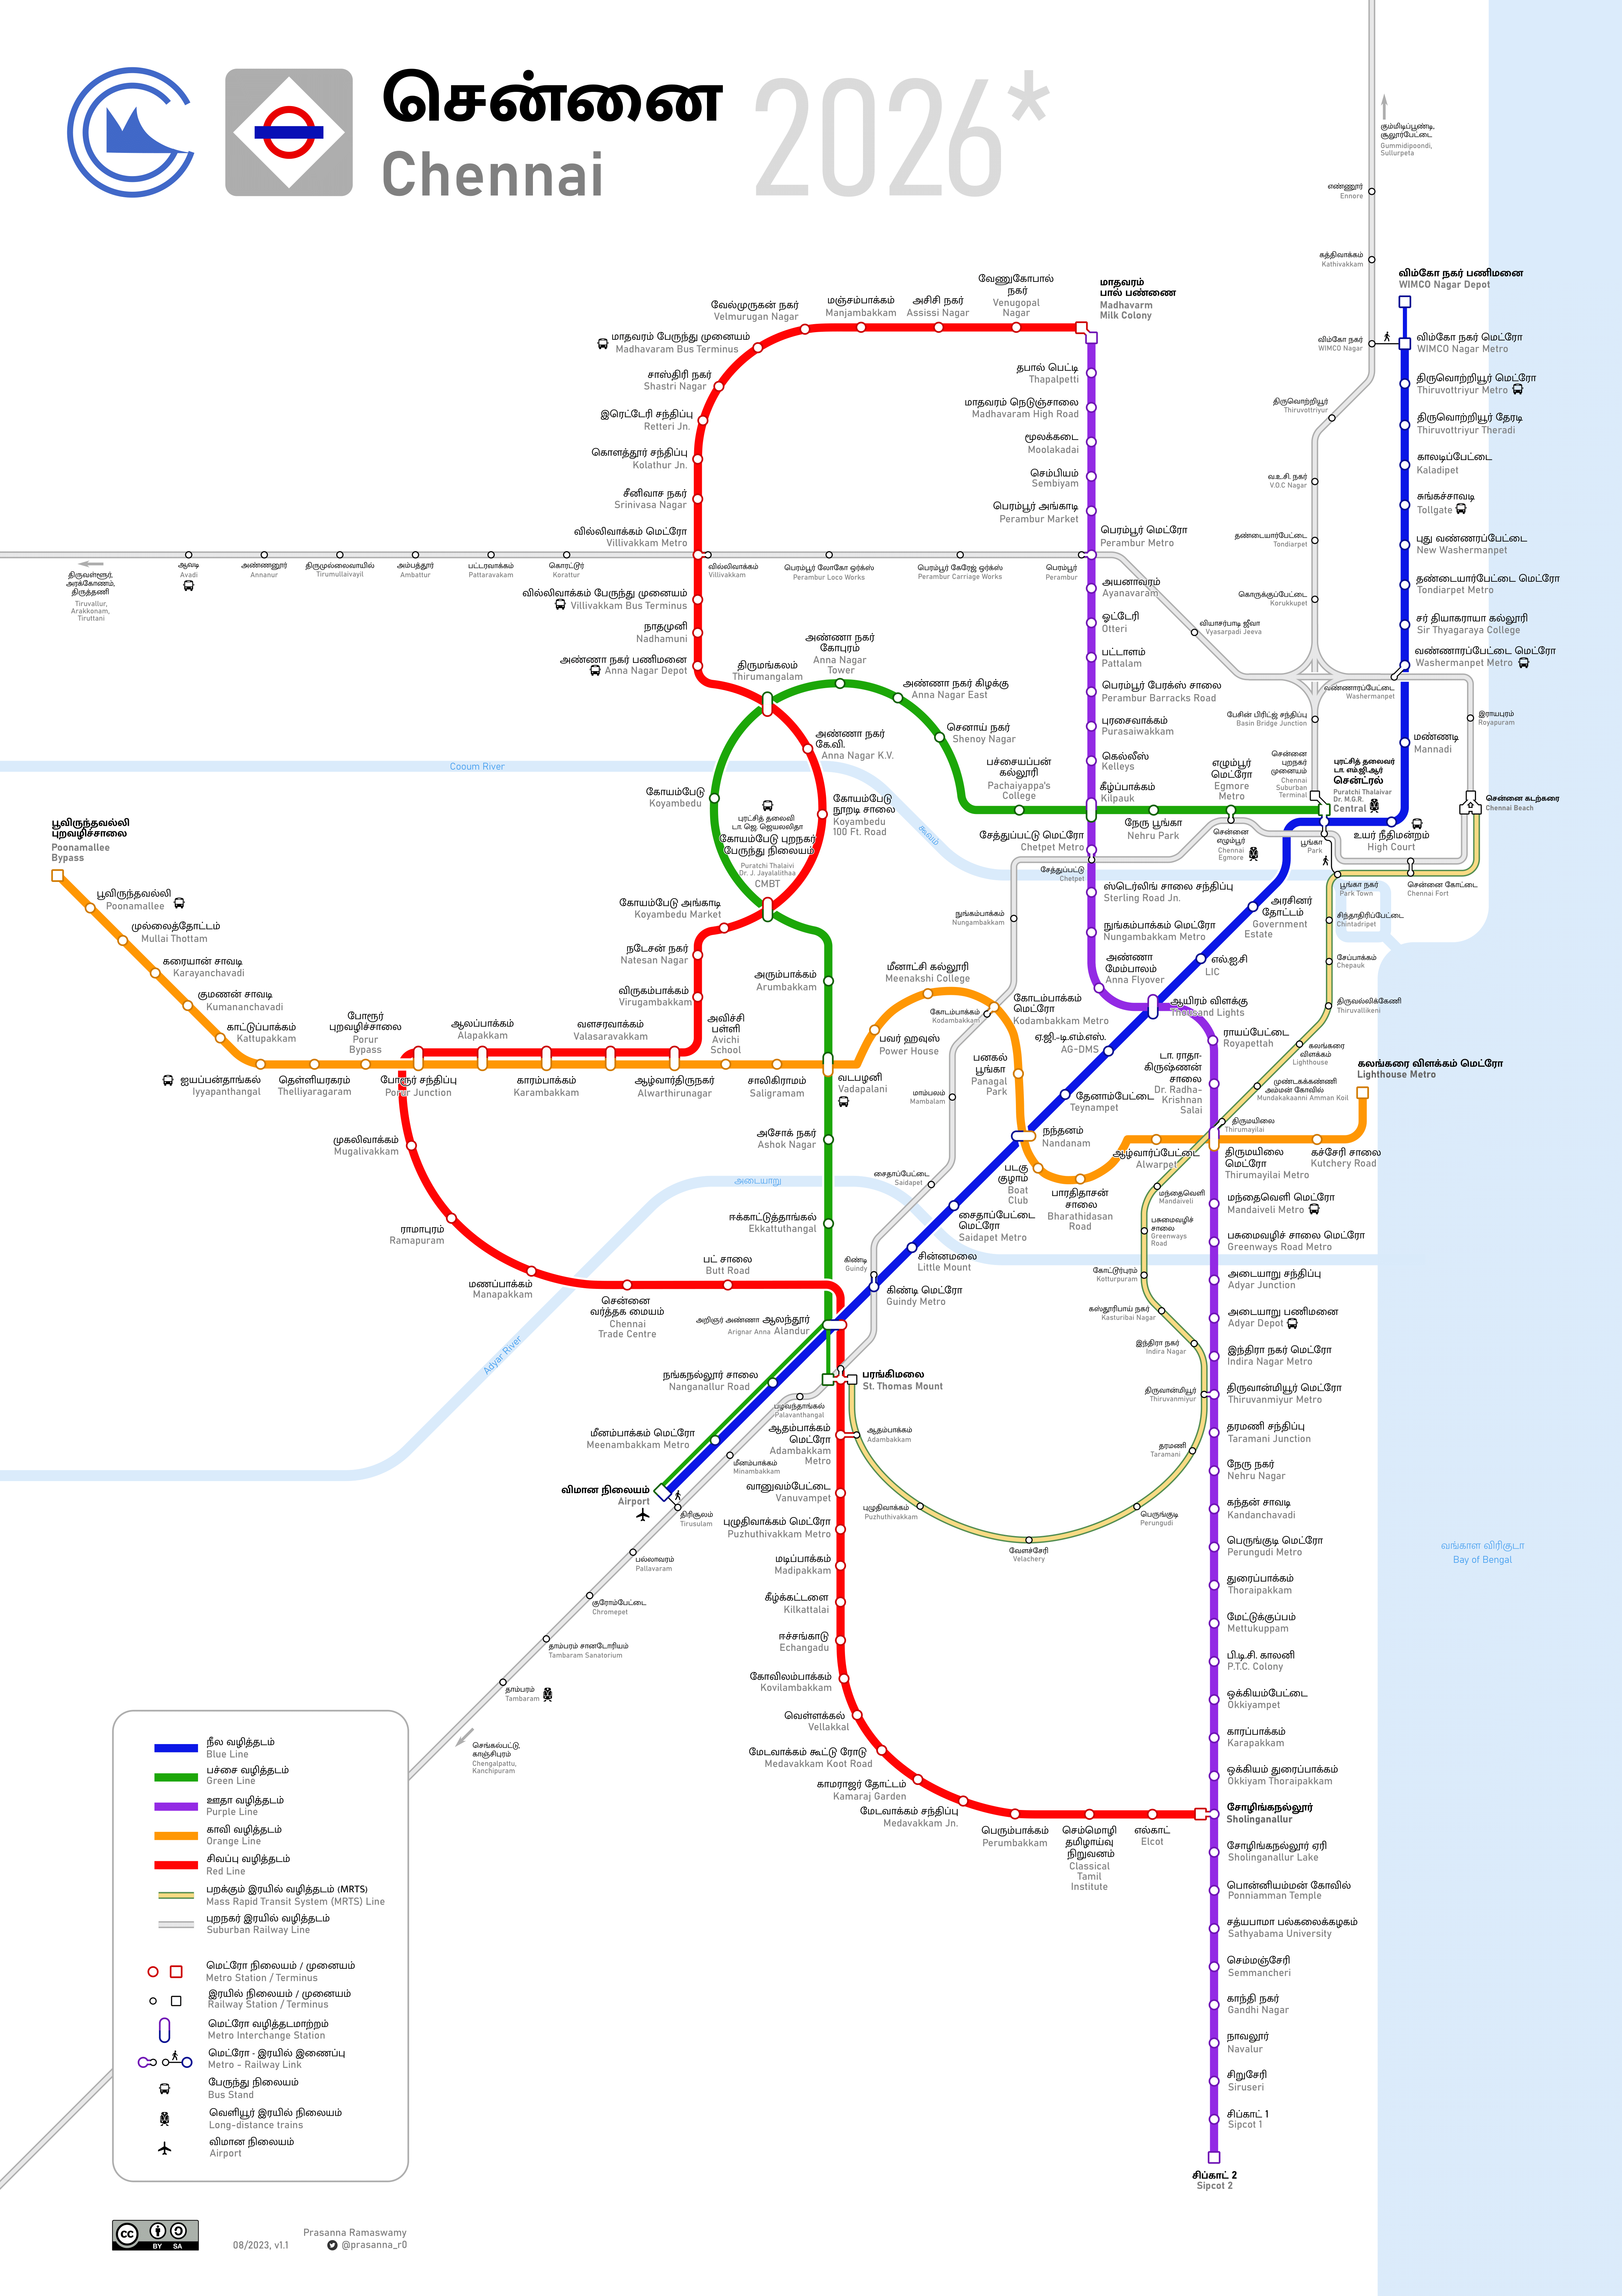 சென்னை
Chennai
2026*
கும்மிடிப்பூண்டி,
சூலூர்பேட்டை
Gummidipoondi,
Sullurpeta
எண்ணூர்
Ennore
கத்திவாக்கம்
Kathivakkam
விம்கோ நகர் பணிமனை
WIMCO Nagar Depot
விம்கோ நகர்
WIMCO Nagar
விம்கோ நகர் மெட்ரோ
WIMCO Nagar Metro
திருவொற்றியூர் மெட்ரோ
Thiruvottriyur Metro
திருவொற்றியூர்
Thiruvottriyur
திருவொற்றியூர் தேரடி
Thiruvottriyur Theradi
காலடிப்பேட்டை
Kaladipet
வ.உ.சி. நகர்
V.O.C Nagar
சுங்கச்சாவடி
Tollgate
தண்டையார்பேட்டை
Tondiarpet
புது வண்ணாரப்பேட்டை
New Washermanpet
தண்டையார்பேட்டை மெட்ரோ
Tondiarpet Metro
கொருக்குப்பேட்டை
Korukkupet
சர் தியாகராயா கல்லூரி
Sir Thyagaraya College
வண்ணாரப்பேட்டை மெட்ரோ
Washermanpet Metro
வண்ணாரப்பேட்டை
Washermanpet
இராயபுரம்
Royapuram
பேசின் பிரிட்ஜ் சந்திப்பு
Basin Bridge Junction
மண்ணடி
Mannadi
சென்னை
புறநகர்
முனையம்
Chennai
Suburban
Terminal
புரட்சித் தலைவர்
டா. எம்.ஜி.ஆர்
சென்ட்ரல்
Puratchi Thalaivar
Dr. M.G.R.
Central
சென்னை கடற்கரை
Chennai Beach
உயர் நீதிமன்றம்
High Court
பூங்கா
Park
பூங்கா நகர்
Park Town
சென்னை கோட்டை
Chennai Fort
மாதவரம்
பால் பண்ணை
Madhavarm
Milk Colony
வேணுகோபால்
நகர்
Venugopal
Nagar
அசிசி நகர்
Assissi Nagar
மஞ்சம்பாக்கம்
Manjambakkam
வேல்முருகன் நகர்
Velmurugan Nagar
மாதவரம் பேருந்து முனையம்
Madhavaram Bus Terminus
சாஸ்திரி நகர்
Shastri Nagar
இரெட்டேரி சந்திப்பு
Retteri Jn.
கொளத்தூர் சந்திப்பு
Kolathur Jn.
சீனிவாச நகர்
Srinivasa Nagar
வில்லிவாக்கம் மெட்ரோ
Villivakkam Metro
வில்லிவாக்கம் பேருந்து முனையம்
Villivakkam Bus Terminus
நாதமுனி
Nadhamuni
அண்ணா நகர் பணிமனை
Anna Nagar Depot
தபால் பெட்டி
Thapalpetti
மாதவரம் நெடுஞ்சாலை
Madhavaram High Road
மூலக்கடை
Moolakadai
செம்பியம்
Sembiyam
பெரம்பூர் அங்காடி
Perambur Market
பெரம்பூர் மெட்ரோ
Perambur Metro
திருவள்ளூர்,
அரக்கோணம்,
திருத்தணி
Tiruvallur,
Arakkonam,
Tiruttani
ஆவடி
Avadi
அண்ணனூர்
Annanur
திருமுல்லைவாயில்
Tirumullaivayil
அம்பத்தூர்
Ambattur
பட்டரவாக்கம்
Pattaravakam
கொரட்டூர்
Korattur
வில்லிவாக்கம்
Villivakkam
பெரம்பூர் லோகோ ஒர்க்ஸ்
Perambur Loco Works
பெரம்பூர் கேரேஜ் ஒர்க்ஸ்
Perambur Carriage Works
பெரம்பூர்
Perambur
அயனாவரம்
Ayanavaram
வியாசர்பாடி ஜீவா
Vyasarpadi Jeeva
ஓட்டேரி
Otteri
பட்டாளம்
Pattalam
பெரம்பூர் பேரக்ஸ் சாலை
Perambur Barracks Road
புரசைவாக்கம்
Purasaiwakkam
கெல்லீஸ்
Kelleys
கீழ்ப்பாக்கம்
Kilpauk
எழும்பூர்
மெட்ரோ
Egmore
Metro
நேரு பூங்கா
Nehru Park
சென்னை
எழும்பூர்
Chennai
Egmore
பச்சையப்பன்
கல்லூரி
Pachaiyappa's
College
செனாய் நகர்
Shenoy Nagar
அண்ணா நகர் கிழக்கு
Anna Nagar East
அண்ணா நகர்
கோபுரம்
Anna Nagar
Tower
திருமங்கலம்
Thirumangalam
அண்ணா நகர்
கே.வி.
Anna Nagar K.V.
கோயம்பேடு
Koyambedu
கோயம்பேடு
நூறடி சாலை
Koyambedu
100 Ft. Road
புரட்சித் தலைவி
டா. ஜெ. ஜெயலலிதா
கோயம்பேடு புறநகர்
பேருந்து நிலையம்
Puratchi Thalaivi
Dr. J. Jayalalithaa
CMBT
கோயம்பேடு அங்காடி
Koyambedu Market
நடேசன் நகர்
Natesan Nagar
விருகம்பாக்கம்
Virugambakkam
அரும்பாக்கம்
Arumbakkam
Cooum River
கூவம்
சேத்துப்பட்டு மெட்ரோ
Chetpet Metro
சேத்துப்பட்டு
Chetpet
ஸ்டெர்லிங் சாலை சந்திப்பு
Sterling Road Jn.
நுங்கம்பாக்கம் மெட்ரோ
Nungambakkam Metro
நுங்கம்பாக்கம்
Nungambakkam
அண்ணா
மேம்பாலம்
Anna Flyover
ஆயிரம் விளக்கு
Thousand Lights
அரசினர்
தோட்டம்
Government
Estate
எல்.ஐ.சி
LIC
சிந்தாதிரிப்பேட்டை
Chintadripet
சேப்பாக்கம்
Chepauk
திருவல்லிக்கேணி
Thiruvallikeni
கலங்கரை
விளக்கம்
Lighthouse
முண்டகக்கண்ணி
அம்மன் கோவில்
Mundakakaanni Amman Koil
திருமயிலை
Thirumayilai
கலங்கரை விளக்கம் மெட்ரோ
Lighthouse Metro
பூவிருந்தவல்லி
புறவழிச்சாலை
Poonamallee
Bypass
பூவிருந்தவல்லி
Poonamallee
முல்லைத்தோட்டம்
Mullai Thottam
கரையான் சாவடி
Karayanchavadi
குமணன் சாவடி
Kumananchavadi
காட்டுப்பாக்கம்
Kattupakkam
ஐயப்பன்தாங்கல்
Iyyapanthangal
தெள்ளியரகரம்
Thelliyaragaram
போரூர்
புறவழிச்சாலை
Porur
Bypass
போரூர் சந்திப்பு
Porur Junction
ஆலப்பாக்கம்
Alapakkam
காரம்பாக்கம்
Karambakkam
வளசரவாக்கம்
Valasaravakkam
ஆழ்வார்திருநகர்
Alwarthirunagar
அவிச்சி
பள்ளி
Avichi
School
சாலிகிராமம்
Saligramam
வடபழனி
Vadapalani
பவர் ஹவுஸ்
Power House
மீனாட்சி கல்லூரி
Meenakshi College
கோடம்பாக்கம்
மெட்ரோ
Kodambakkam Metro
கோடம்பாக்கம்
Kodambakkam
பனகல்
பூங்கா
Panagal
Park
ஏ.ஜி.-டி.எம்.எஸ்.
AG-DMS
தேனாம்பேட்டை
Teynampet
மாம்பலம்
Mambalam
நந்தனம்
Nandanam
படகு
குழாம்
Boat
Club
பாரதிதாசன்
சாலை
Bharathidasan
Road
ஆழ்வார்ப்பேட்டை
Alwarpet
ராயப்பேட்டை
Royapettah
டா. ராதா-
கிருஷ்ணன்
சாலை
Dr. Radha-
Krishnan
Salai
திருமயிலை
மெட்ரோ
Thirumayilai Metro
கச்சேரி சாலை
Kutchery Road
முகலிவாக்கம்
Mugalivakkam
ராமாபுரம்
Ramapuram
மணப்பாக்கம்
Manapakkam
சென்னை
வர்த்தக மையம்
Chennai
Trade Centre
பட் சாலை
Butt Road
அசோக் நகர்
Ashok Nagar
அடையாறு
ஈக்காட்டுத்தாங்கல்
Ekkattuthangal
சைதாப்பேட்டை
Saidapet
சைதாப்பேட்டை
மெட்ரோ
Saidapet Metro
சின்னமலை
Little Mount
கிண்டி
Guindy
கிண்டி மெட்ரோ
Guindy Metro
அறிஞர் அண்ணா ஆலந்தூர்
Arignar Anna Alandur
Adyar River
நங்கநல்லூர் சாலை
Nanganallur Road
மீனம்பாக்கம் மெட்ரோ
Meenambakkam Metro
விமான நிலையம்
Airport
பரங்கிமலை
St. Thomas Mount
பழவந்தாங்கல்
Palavanthangal
மீனம்பாக்கம்
Minambakkam
திரிசூலம்
Tirusulam
பல்லாவரம்
Pallavaram
குரோம்பேட்டை
Chromepet
தாம்பரம் சானடோரியம்
Tambaram Sanatorium
தாம்பரம்
Tambaram
செங்கல்பட்டு,
காஞ்சிபுரம்
Chengalpattu,
Kanchipuram
ஆதம்பாக்கம்
மெட்ரோ
Adambakkam
Metro
ஆதம்பாக்கம்
Adambakkam
வானுவம்பேட்டை
Vanuvampet
புழுதிவாக்கம் மெட்ரோ
Puzhuthivakkam Metro
புழுதிவாக்கம்
Puzhuthivakkam
மடிப்பாக்கம்
Madipakkam
கீழ்க்கட்டளை
Kilkattalai
ஈச்சங்காடு
Echangadu
கோவிலம்பாக்கம்
Kovilambakkam
வெள்ளக்கல்
Vellakkal
மேடவாக்கம் கூட்டு ரோடு
Medavakkam Koot Road
காமராஜர் தோட்டம்
Kamaraj Garden
மேடவாக்கம் சந்திப்பு
Medavakkam Jn.
பெரும்பாக்கம்
Perumbakkam
செம்மொழி
தமிழாய்வு
நிறுவனம்
Classical
Tamil
Institute
எல்காட்
Elcot
வேளச்சேரி
Velachery
பெருங்குடி
Perungudi
தரமணி
Taramani
திருவான்மியூர்
Thiruvanmiyur
இந்திரா நகர்
Indira Nagar
கஸ்தூரிபாய் நகர்
Kasturibai Nagar
கோட்டூர்புரம்
Kotturpuram
பசுமைவழிச்
சாலை
Greenways
Road
மந்தைவெளி
Mandaiveli
மந்தைவெளி மெட்ரோ
Mandaiveli Metro
பசுமைவழிச் சாலை மெட்ரோ
Greenways Road Metro
அடையாறு சந்திப்பு
Adyar Junction
அடையாறு பணிமனை
Adyar Depot
இந்திரா நகர் மெட்ரோ
Indira Nagar Metro
திருவான்மியூர் மெட்ரோ
Thiruvanmiyur Metro
தரமணி சந்திப்பு
Taramani Junction
நேரு நகர்
Nehru Nagar
கந்தன் சாவடி
Kandanchavadi
பெருங்குடி மெட்ரோ
Perungudi Metro
துரைப்பாக்கம்
Thoraipakkam
மேட்டுக்குப்பம்
Mettukuppam
பி.டி.சி. காலனி
P.T.C. Colony
ஒக்கியம்பேட்டை
Okkiyampet
காரப்பாக்கம்
Karapakkam
ஒக்கியம் துரைப்பாக்கம்
Okkiyam Thoraipakkam
சோழிங்கநல்லூர்
Sholinganallur
சோழிங்கநல்லூர் ஏரி
Sholinganallur Lake
பொன்னியம்மன் கோவில்
Ponniamman Temple
சத்யபாமா பல்கலைக்கழகம்
Sathyabama University
செம்மஞ்சேரி
Semmancheri
காந்தி நகர்
Gandhi Nagar
நாவலூர்
Navalur
சிறுசேரி
Siruseri
சிப்காட் 1
Sipcot 1
சிப்காட் 2
Sipcot 2
வங்காள விரிகுடா
Bay of Bengal
நீல வழித்தடம்
Blue Line
பச்சை வழித்தடம்
Green Line
ஊதா வழித்தடம்
Purple Line
காவி வழித்தடம்
Orange Line
சிவப்பு வழித்தடம்
Red Line
பறக்கும் இரயில் வழித்தடம் (MRTS)
Mass Rapid Transit System (MRTS) Line
புறநகர் இரயில் வழித்தடம்
Suburban Railway Line
மெட்ரோ நிலையம் / முனையம்
Metro Station / Terminus
இரயில் நிலையம் / முனையம்
Railway Station / Terminus
மெட்ரோ வழித்தடமாற்றம்
Metro Interchange Station
மெட்ரோ - இரயில் இணைப்பு
Metro - Railway Link
பேருந்து நிலையம்
Bus Stand
வெளியூர் இரயில் நிலையம்
Long-distance trains
விமான நிலையம்
Airport
cc
BY SA
08/2023, v1.1
Prasanna Ramaswamy
@prasanna_r0